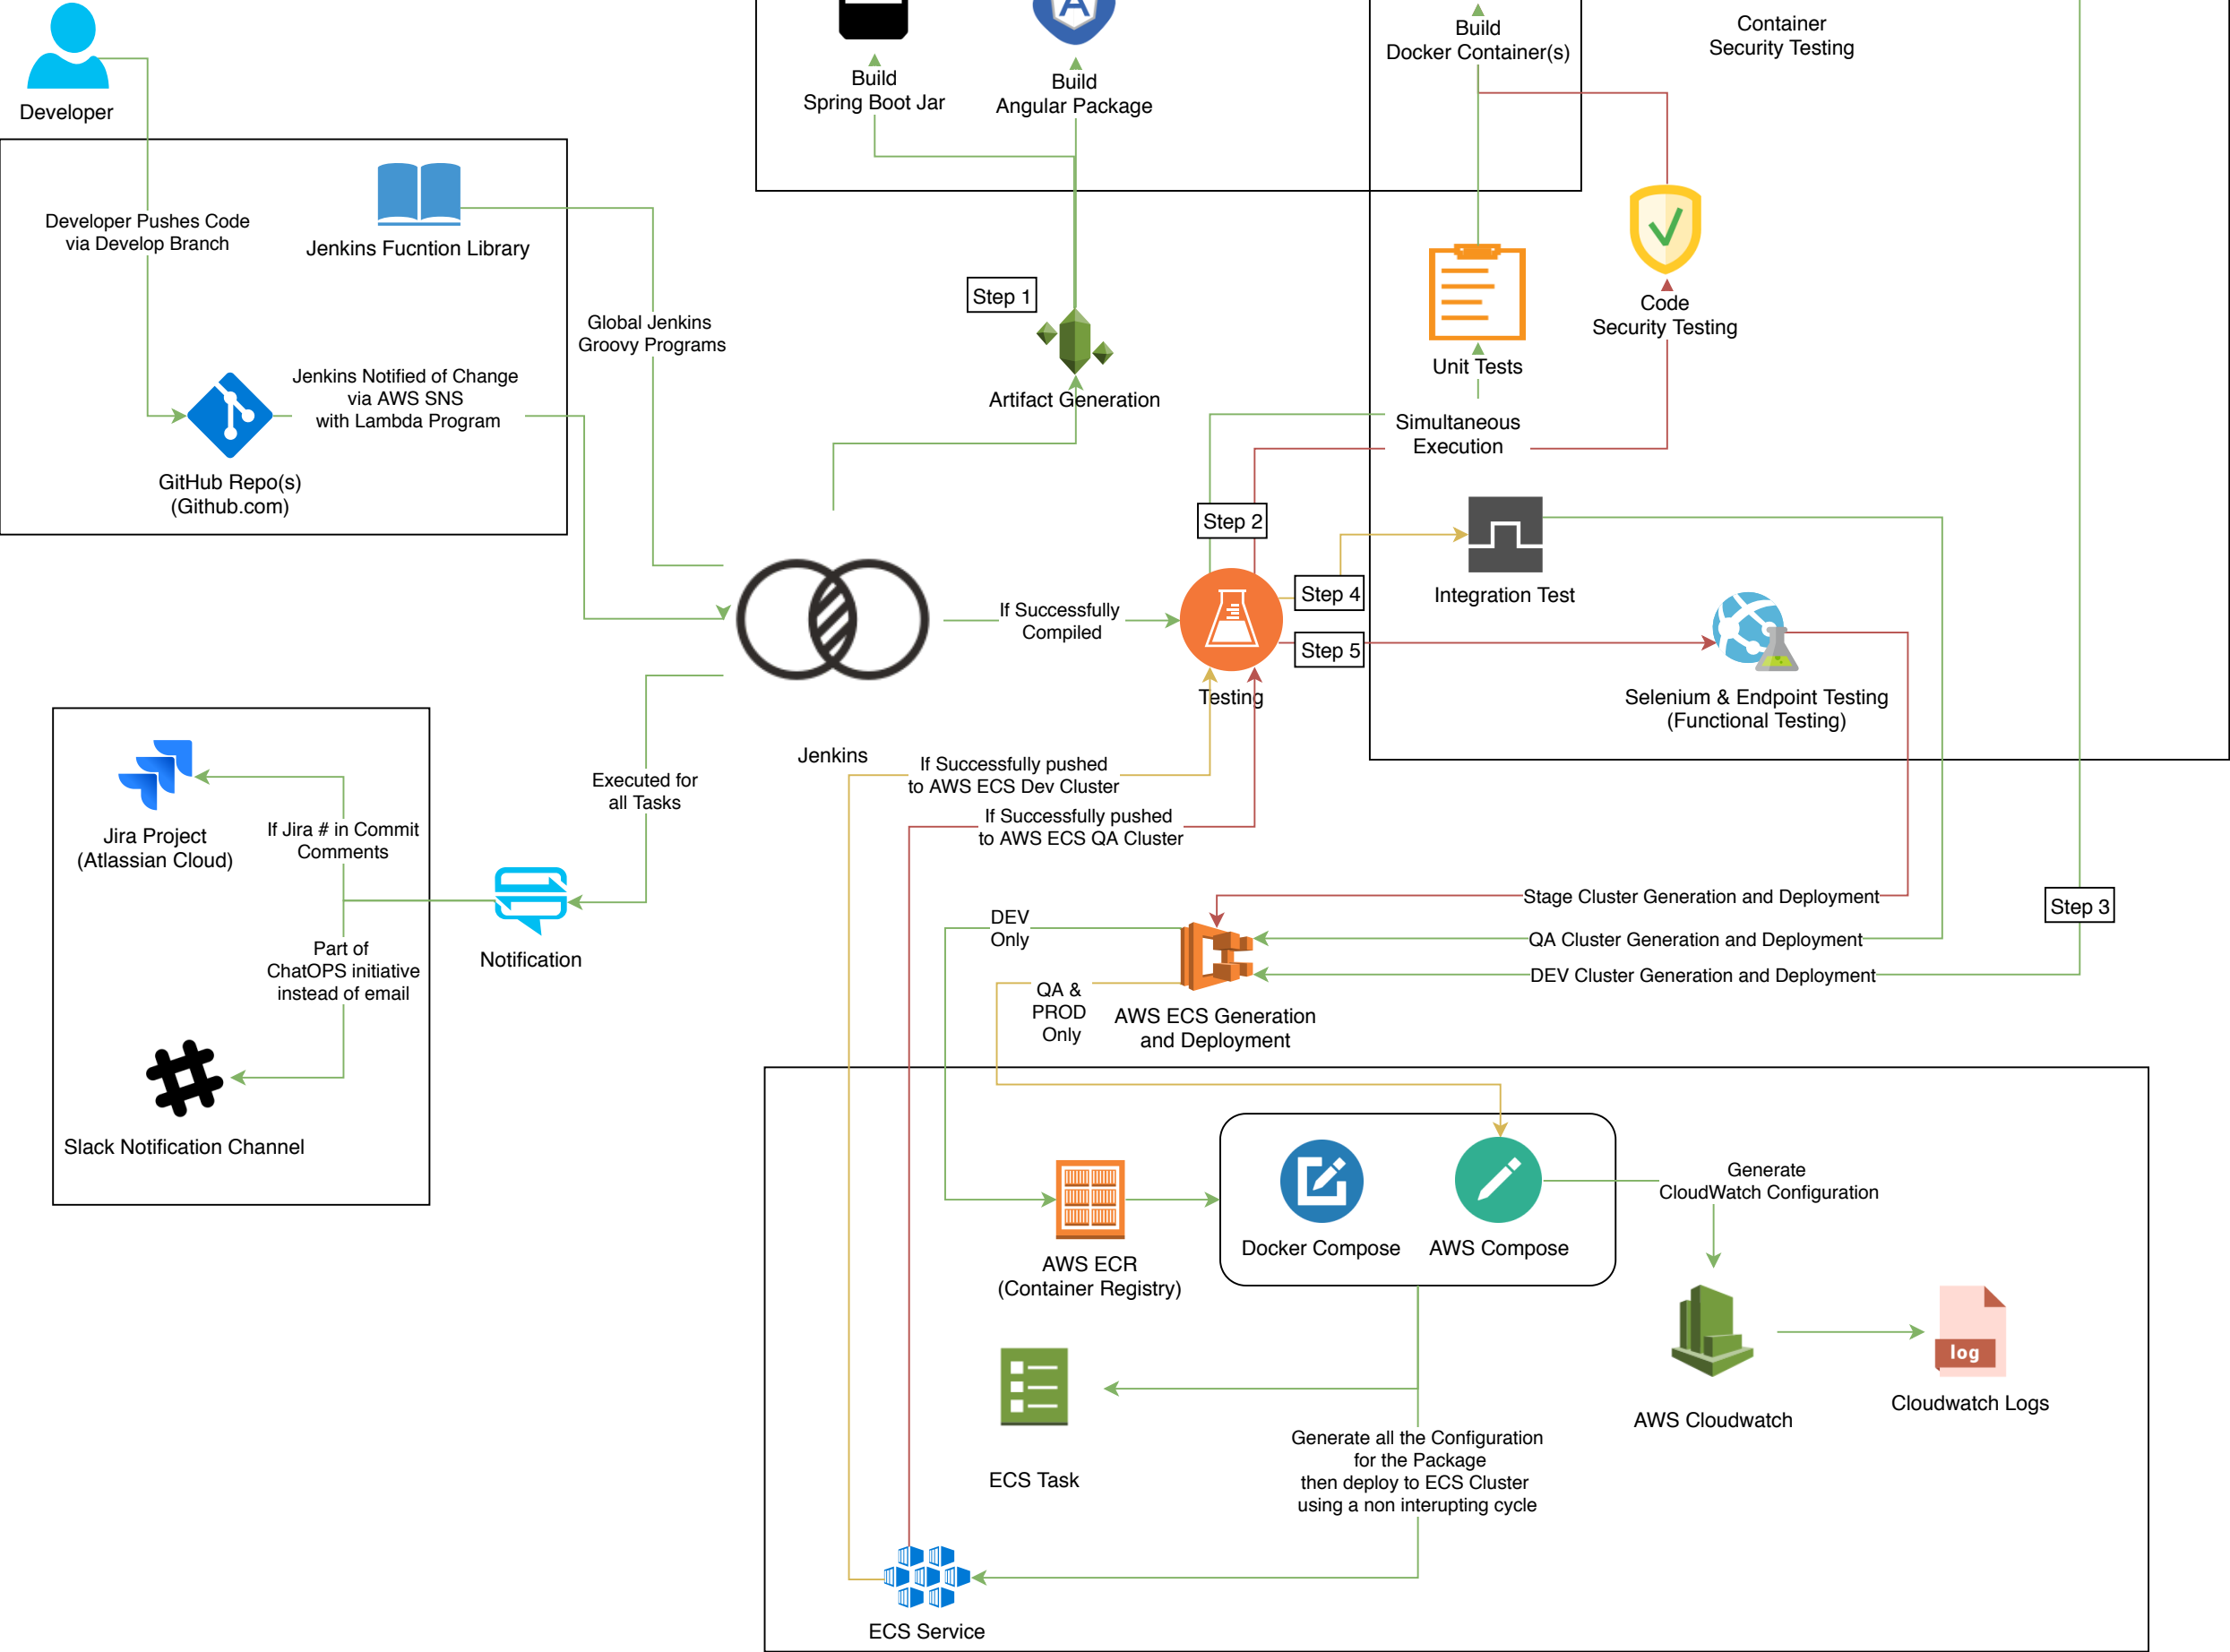 Developer
Build
Spring Boot Jar
Build
Angular Package
Build
Docker Container(s)
Container
Security Testing
Developer Pushes Code
via Develop Branch
Jenkins Fucntion Library
Global Jenkins
Groovy Programs
Jenkins Notified of Change
via AWS SNS
with Lambda Program
GitHub Repo(s)
(Github.com)
Step 1
Artifact Generation
Unit Tests
Code
Security Testing
Simultaneous
Execution
Step 2
Integration Test
Step 4
Step 5
If Successfully
Compiled
Testing
Selenium & Endpoint Testing
(Functional Testing)
Jenkins
If Successfully pushed
to AWS ECS Dev Cluster
If Successfully pushed
to AWS ECS QA Cluster
Executed for
all Tasks
Jira Project
(Atlassian Cloud)
If Jira # in Commit
Comments
Part of
ChatOPS initiative
instead of email
Notification
Slack Notification Channel
Stage Cluster Generation and Deployment
QA Cluster Generation and Deployment
DEV Cluster Generation and Deployment
Step 3
DEV
Only
QA &
PROD
Only
AWS ECS Generation
and Deployment
AWS ECR
(Container Registry)
Docker Compose
AWS Compose
Generate
CloudWatch Configuration
AWS Cloudwatch
log
Cloudwatch Logs
ECS Task
Generate all the Configuration
for the Package
then deploy to ECS Cluster
using a non interupting cycle
ECS Service